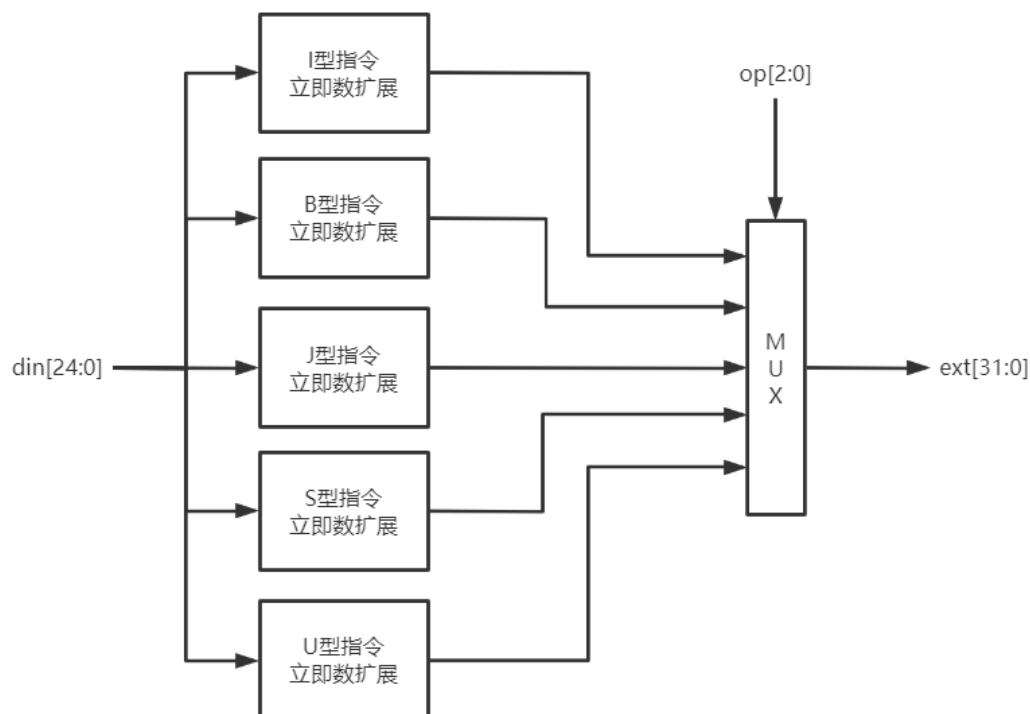 I型指令
立即数扩展
op[2:0]
B型指令
立即数扩展
din[24:0]
J型指令
立即数扩展
M
U
X
ext[31:0]
S型指令
立即数扩展
U型指令
立即数扩展